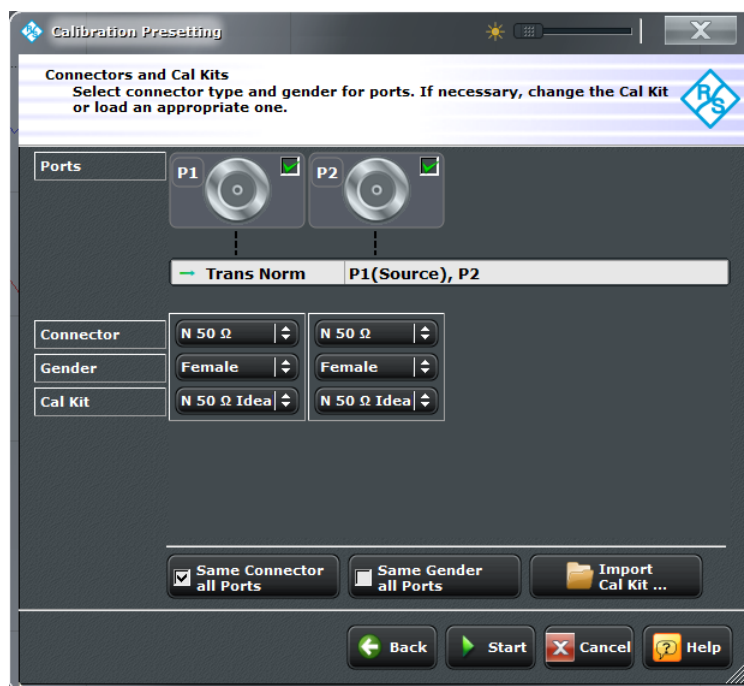 Calibration Presetting
X
Connectors and Cal Kits
Select connector type and gender for ports. If necessary, change the Cal Kit
or load an appropriate one.
R/S
Ports
P1 P2
Trans Norm P1(Source), P2
Connector N 50 Ω N 50 Ω
Gender Female Female
Cal Kit N 50 Ω Idea N 50 Ω Idea
Same Connector all Ports
Same Gender all Ports
Import Cal Kit ...
Back Start Cancel Help